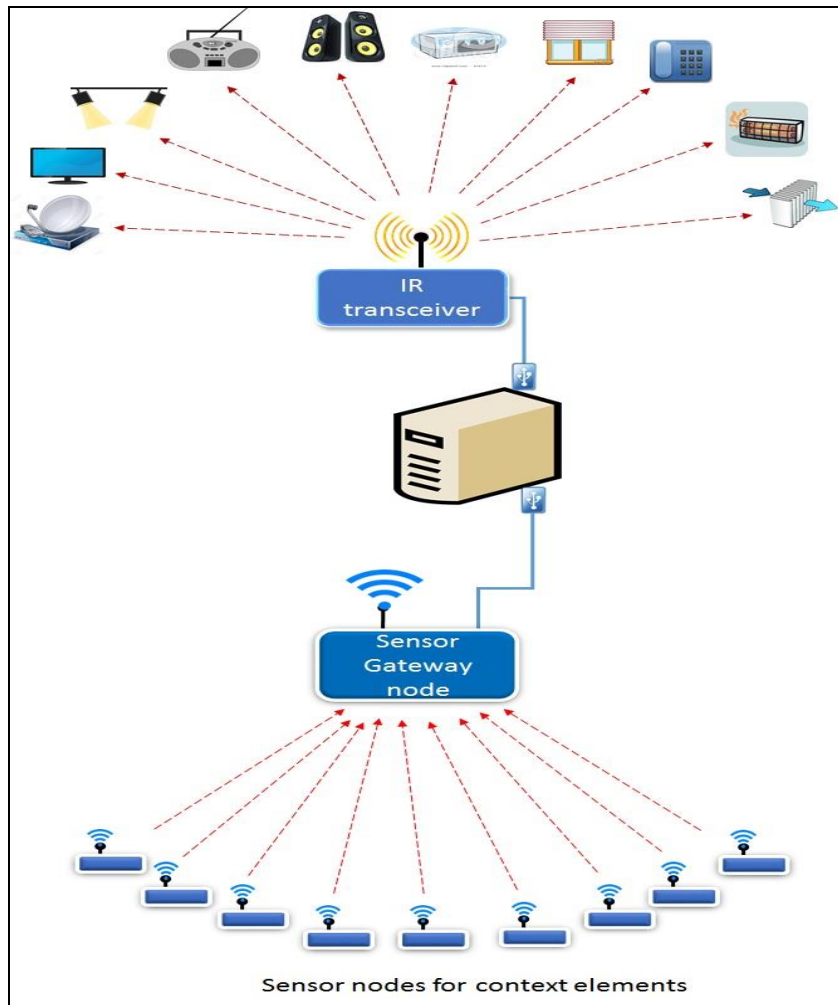 IR
transceiver
Sensor
Gateway
node
Sensor nodes for context elements